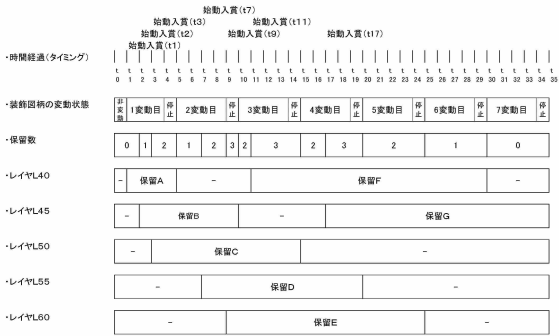 始動入賞(t7)
始動入賞(t3) 始動入賞(t11)
始動入賞(t2) 始動入賞(t9) 始動入賞(t17)
始動入賞(t1)
・時間経過(タイミング)
t t t t t t t t t t t t t t t t t t t t t t t t t t t t t t t t t t t t
0 1 2 3 4 5 6 7 8 9 10 11 12 13 14 15 16 17 18 19 20 21 22 23 24 25 26 27 28 29 30 31 32 33 34 35
・装飾図柄の変動状態 非変動 1変動目 停止 2変動目 停止 3変動目 停止 4変動目 停止 5変動目 停止 6変動目 停止 7変動目 停止
・保留数 0 1 2 1 2 3 2 3 2 3 2 1 0
・レイヤL40 - 保留A - 保留F -
・レイヤL45 - 保留B - 保留G
・レイヤL50 - 保留C -
・レイヤL55 - 保留D -
・レイヤL60 - 保留E -